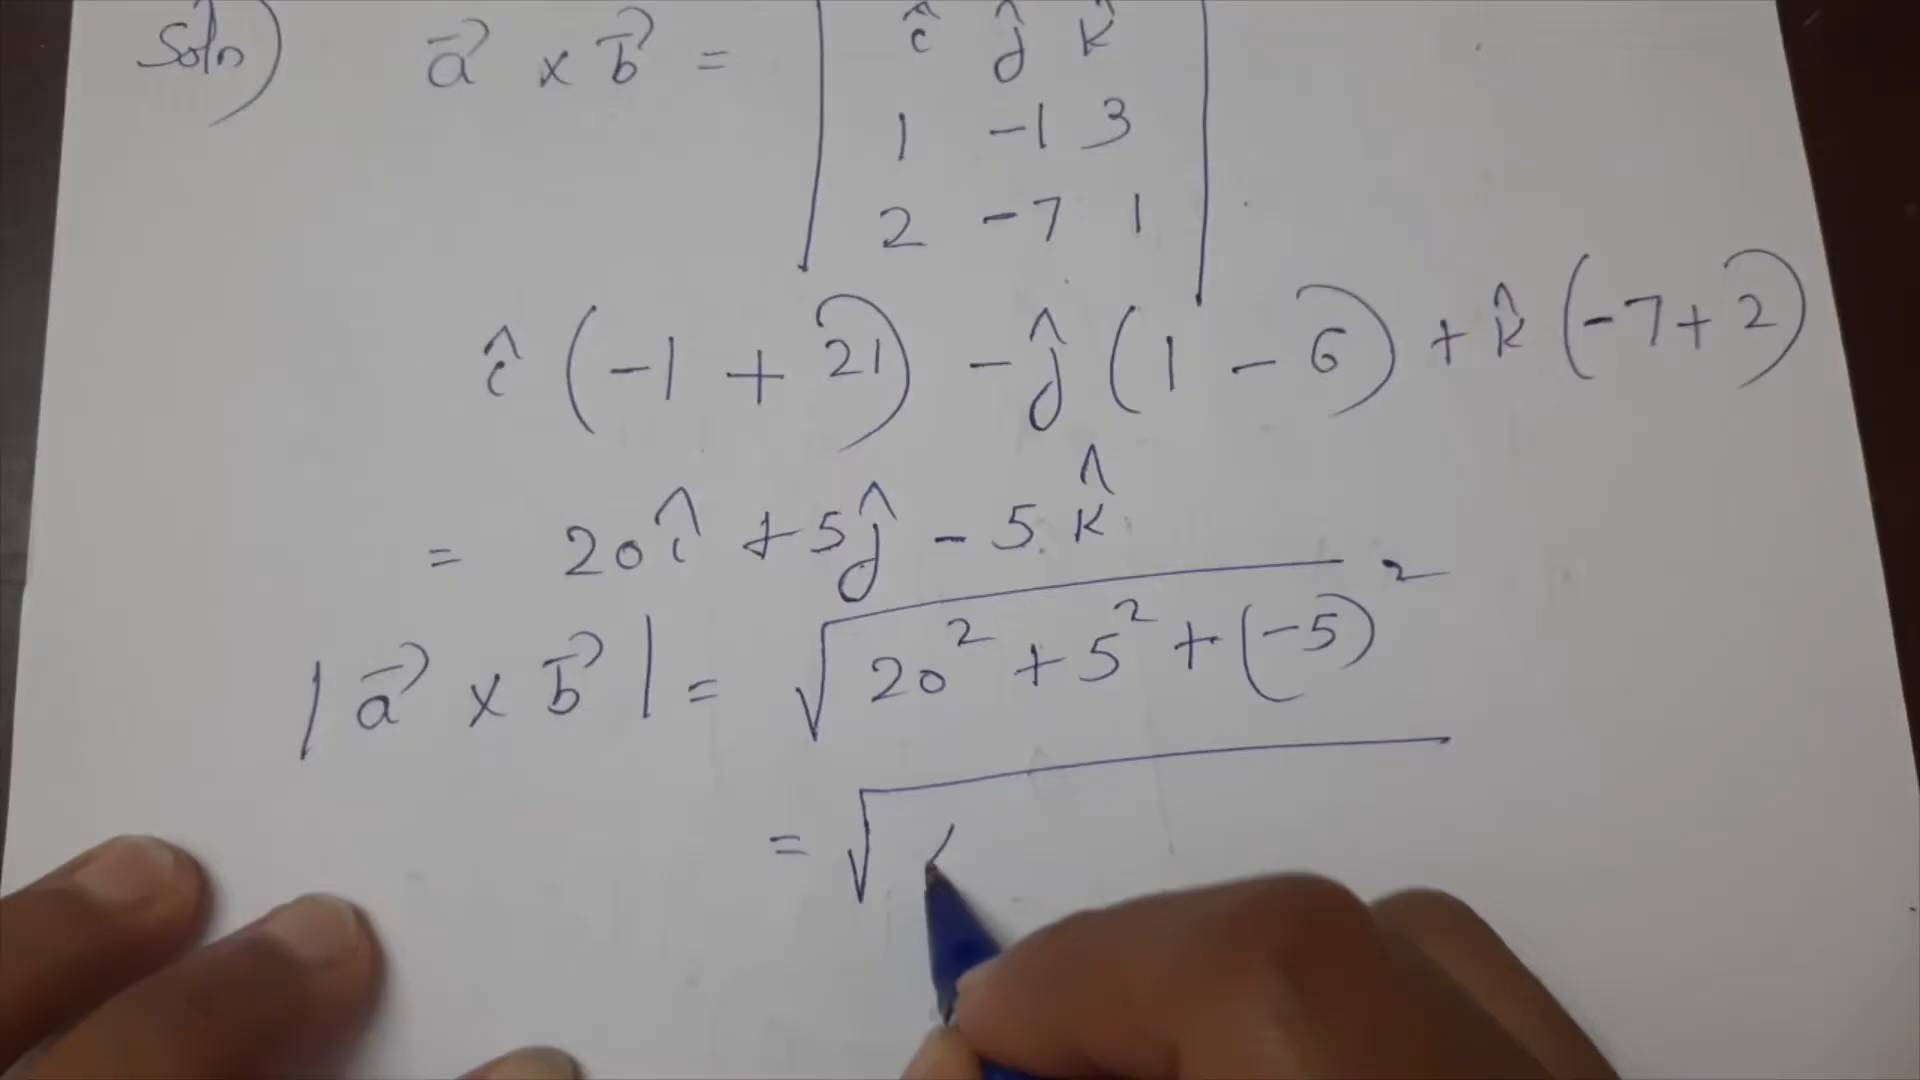 Soln) a⃗ × b⃗ = | î ĵ k̂
1 -1 3
2 -7 1 |
î (-1 + 21) - ĵ (1 - 6) + k̂ (-7 + 2)
= 20î + 5ĵ - 5k̂
|a⃗ × b⃗| = √(20² + 5² + (-5)²)
= √